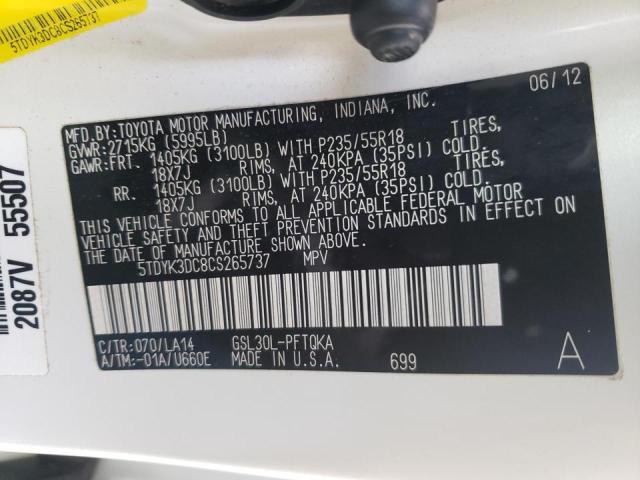 5TDYK3DC8CS265737
06/12
MFD.BY:TOYOTA MOTOR MANUFACTURING, INDIANA, INC.
GVWR:2715KG (5995LB)
GAWR:FRT. 1405KG (3100LB) WITH P235/55R18 TIRES,
18X7J RIMS, AT 240KPA (35PSI) COLD.
RR. 1405KG (3100LB) WITH P235/55R18 TIRES,
18X7J RIMS, AT 240KPA (35PSI) COLD.
THIS VEHICLE CONFORMS TO ALL APPLICABLE FEDERAL MOTOR
VEHICLE SAFETY AND THEFT PREVENTION STANDARDS IN EFFECT ON
THE DATE OF MANUFACTURE SHOWN ABOVE.
5TDYK3DC8CS265737 MPV
C/TR:070/LA14 GSL30L-PFTQKA
A/TM:-01A/U660E MADE IN U.S.A. 699 A
2087V 55507